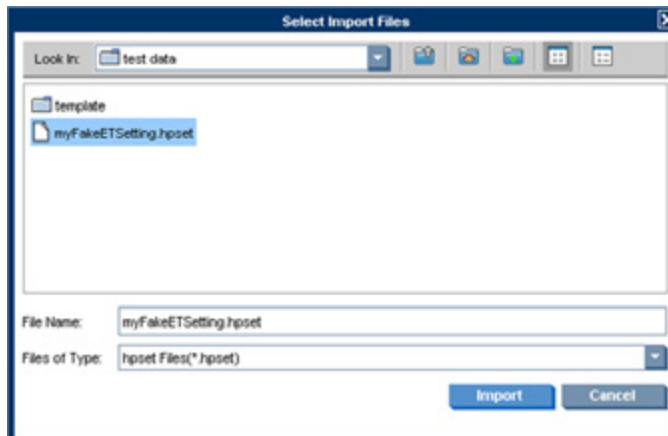 Select Import Files
Look In: test data
template
myFakeETSetting.hpset
File Name: myFakeETSetting.hpset
Files of Type: hpset Files(*.hpset)
Import Cancel